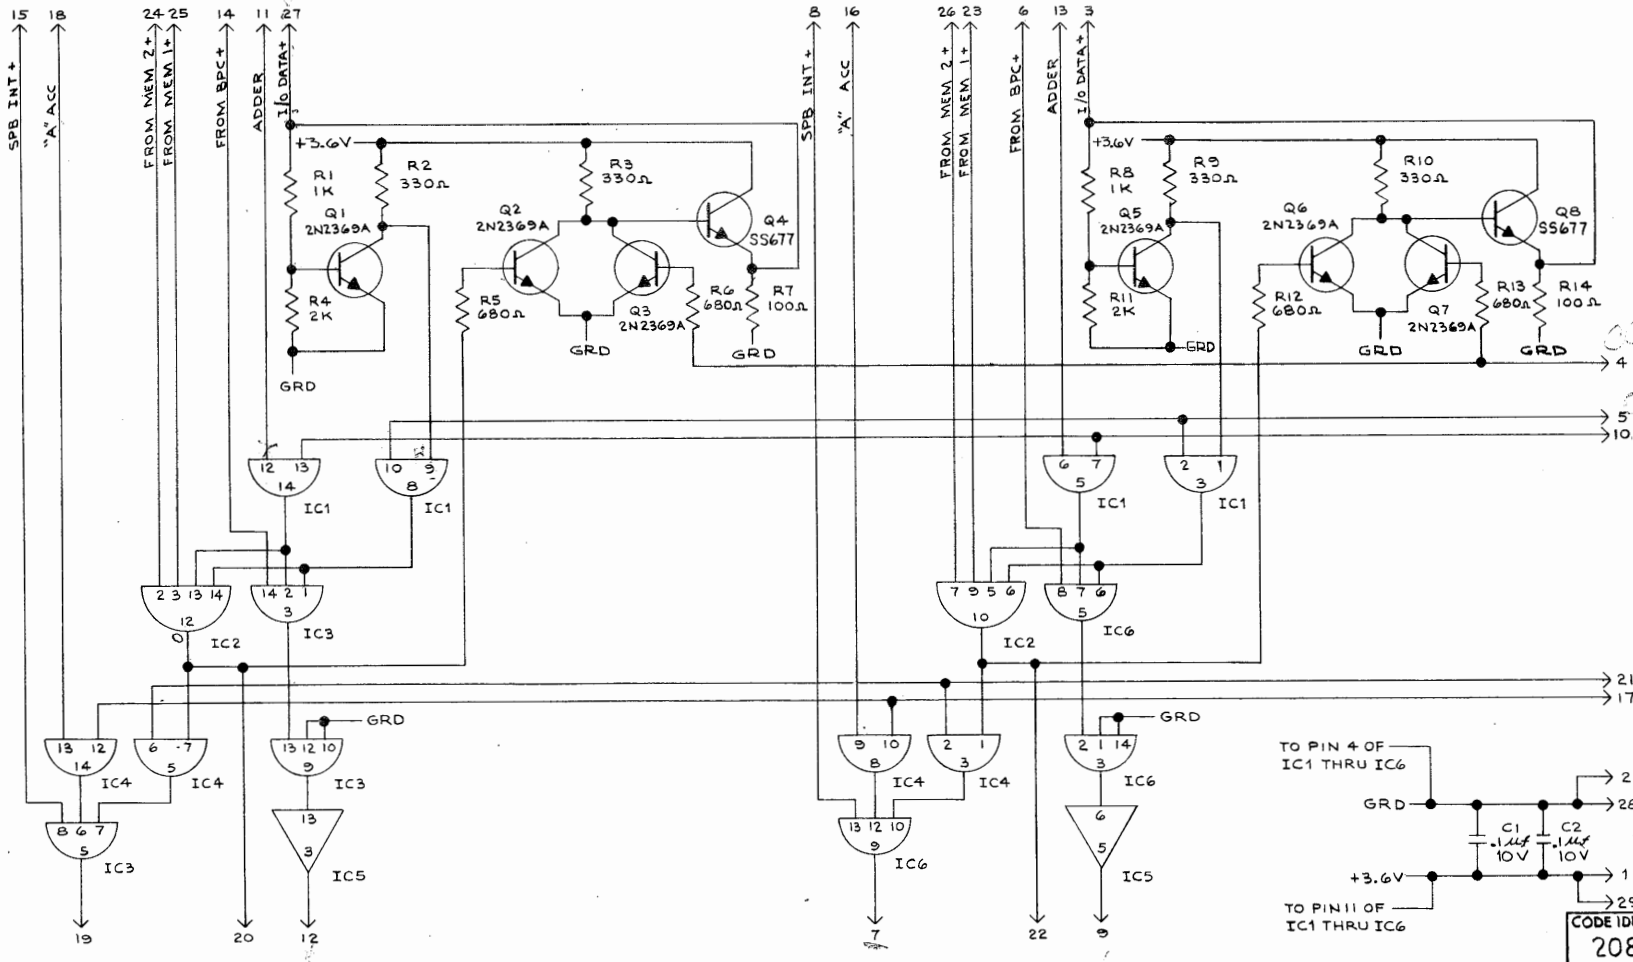 15 18 24 25 14 11 27 8 16 26 23 6 13 3
SPB INT +
"A" ACC
FROM MEM 2+
FROM MEM 1+
FROM BPC+
ADDER
I/O DATA+
SPB INT +
"A" ACC
FROM MEM 2+
FROM MEM 1+
FROM BPC+
ADDER
I/O DATA+
+3.6V
R1
1K
R2
330Ω
R3
330Ω
Q1
2N2369A
Q2
2N2369A
Q4
SS677
R4
2K
R5
680Ω
Q3
2N2369A
R6
680Ω
R7
100Ω
GRD
GRD
GRD
+3.6V
R8
1K
R9
330Ω
R10
330Ω
Q5
2N2369A
Q6
2N2369A
Q8
SS677
R11
2K
R12
680Ω
Q7
2N2369A
R13
680Ω
R14
100Ω
GRD
GRD
GRD
4
5
10
12 13
14
IC1
10 9
8
IC1
6 7
5
IC1
2 1
3
IC1
2 3 13 14
12
IC2
14 2 1
3
IC3
7 9 5 6
10
IC2
8 7 6
5
IC6
21
17
13 12
14
IC4
6 7
5
IC4
GRD
13 12 10
9
IC3
9 10
8
IC4
2 1
3
IC4
GRD
2 1 14
3
IC6
8 6 7
5
IC3
13
3
IC5
13 12 10
9
IC6
6
5
IC5
19 20 12 7 22 9
TO PIN 4 OF
IC1 THRU IC6
2
GRD
28
C1
.1μf
10V
C2
.1μf
10V
+3.6V
1
29
TO PIN 11 OF
IC1 THRU IC6
CODE IDE
208